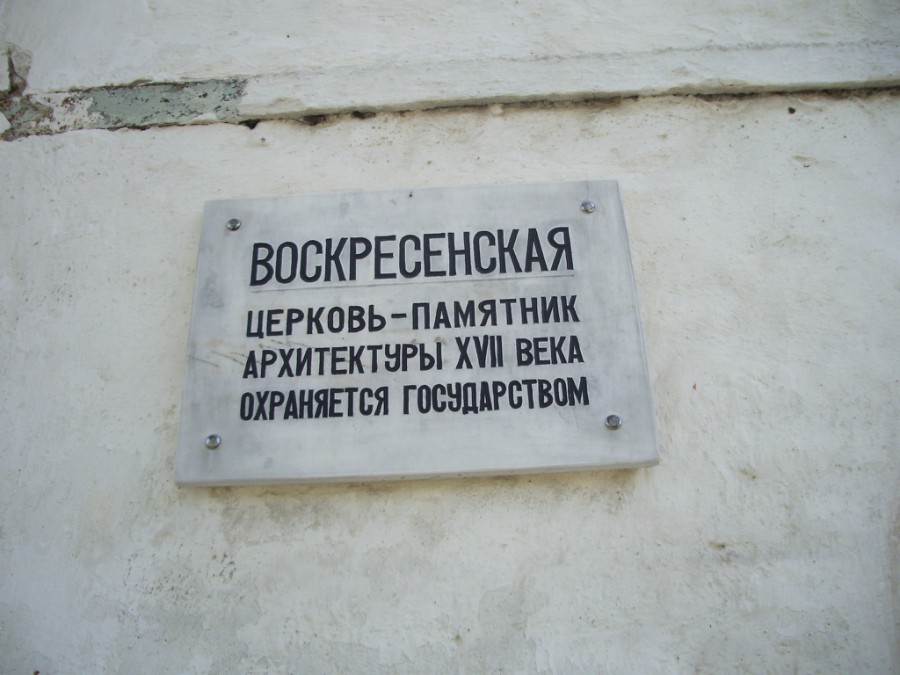 ВОСКРЕСЕНСКАЯ
ЦЕРКОВЬ-ПАМЯТНИК
АРХИТЕКТУРЫ XVII ВЕКА
ОХРАНЯЕТСЯ ГОСУДАРСТВОМ